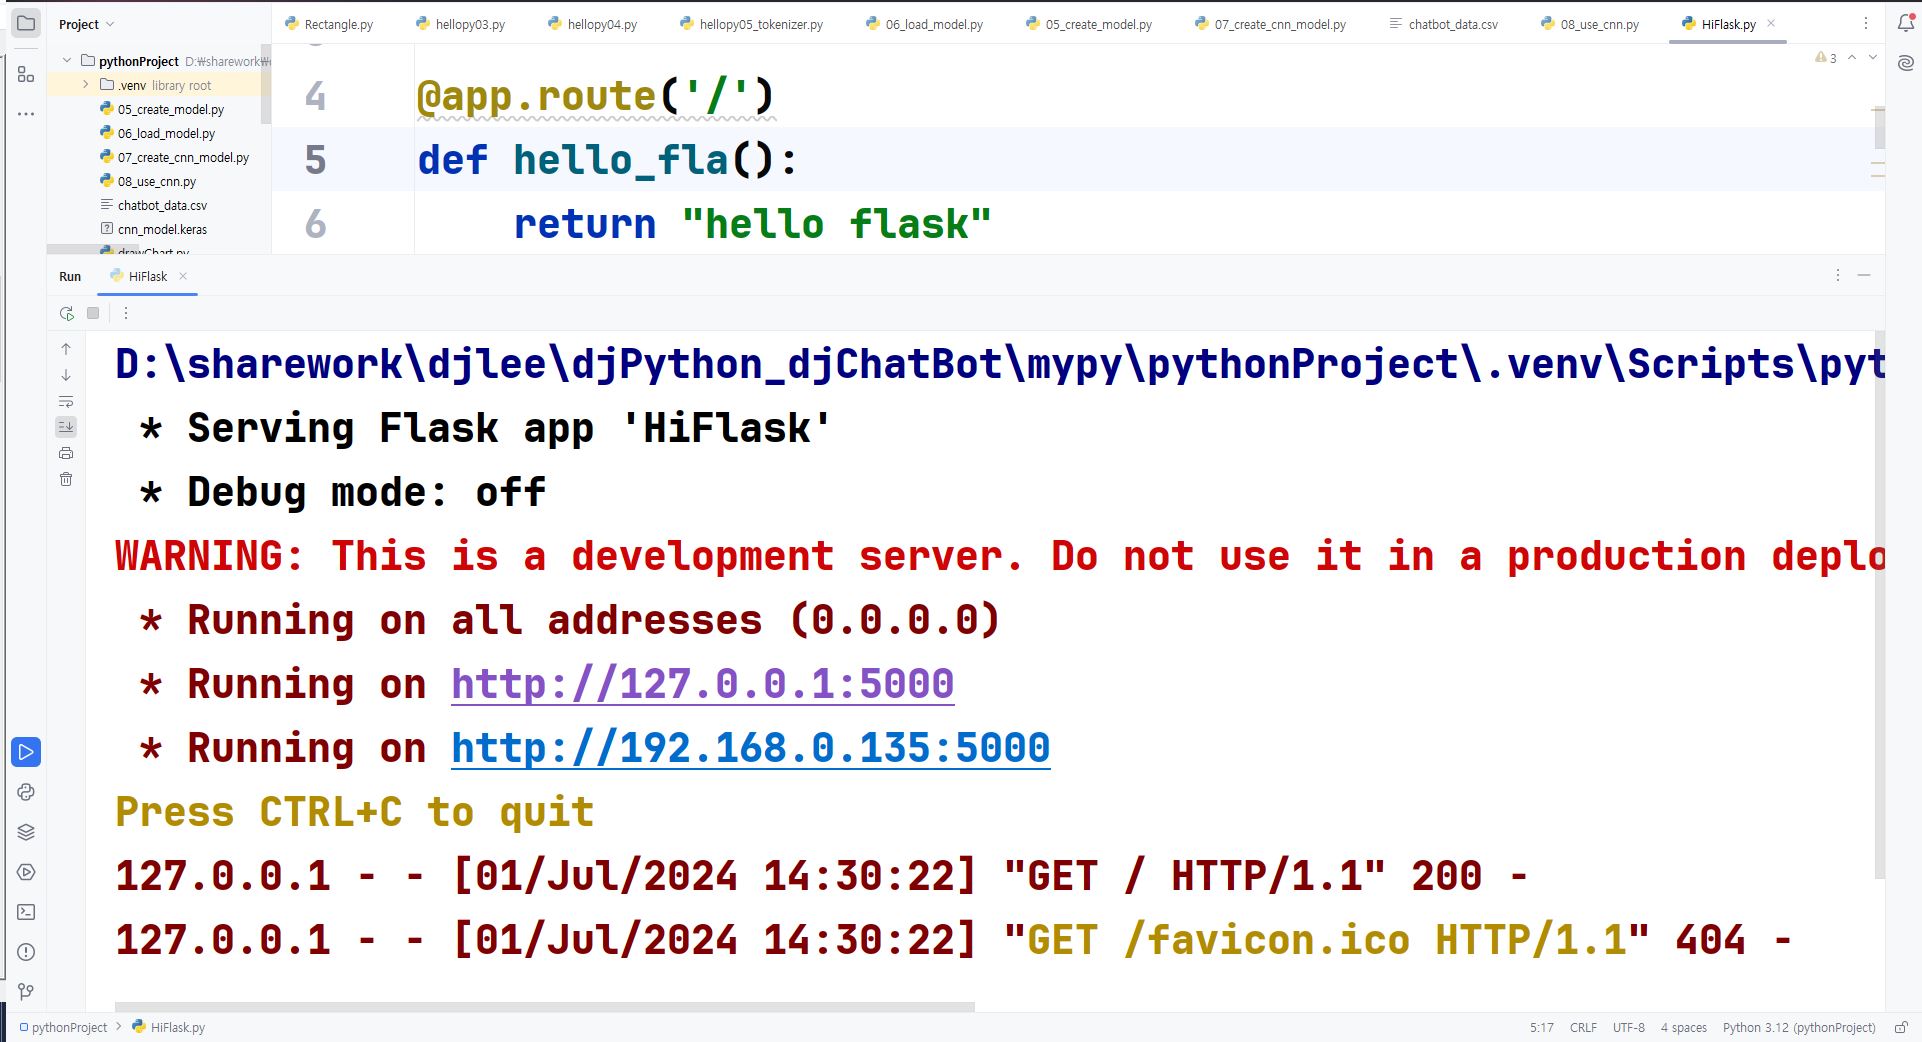 Project
Rectangle.py
hellopy03.py
hellopy04.py
hellopy05_tokenizer.py
06_load_model.py
05_create_model.py
07_create_cnn_model.py
chatbot_data.csv
08_use_cnn.py
HiFlask.py
pythonProject D:₩sharework₩
.venv library root
05_create_model.py
06_load_model.py
07_create_cnn_model.py
08_use_cnn.py
chatbot_data.csv
cnn_model.keras
drawChart.py
3
4 @app.route('/')
5 def hello_fla():
6 return "hello flask"
Run HiFlask
D:\sharework\djlee\djPython_djChatBot\mypy\pythonProject\.venv\Scripts\pyt
* Serving Flask app 'HiFlask'
* Debug mode: off
WARNING: This is a development server. Do not use it in a production deplo
* Running on all addresses (0.0.0.0)
* Running on http://127.0.0.1:5000
* Running on http://192.168.0.135:5000
Press CTRL+C to quit
127.0.0.1 - - [01/Jul/2024 14:30:22] "GET / HTTP/1.1" 200 -
127.0.0.1 - - [01/Jul/2024 14:30:22] "GET /favicon.ico HTTP/1.1" 404 -
pythonProject > HiFlask.py
5:17 CRLF UTF-8 4 spaces Python 3.12 (pythonProject)